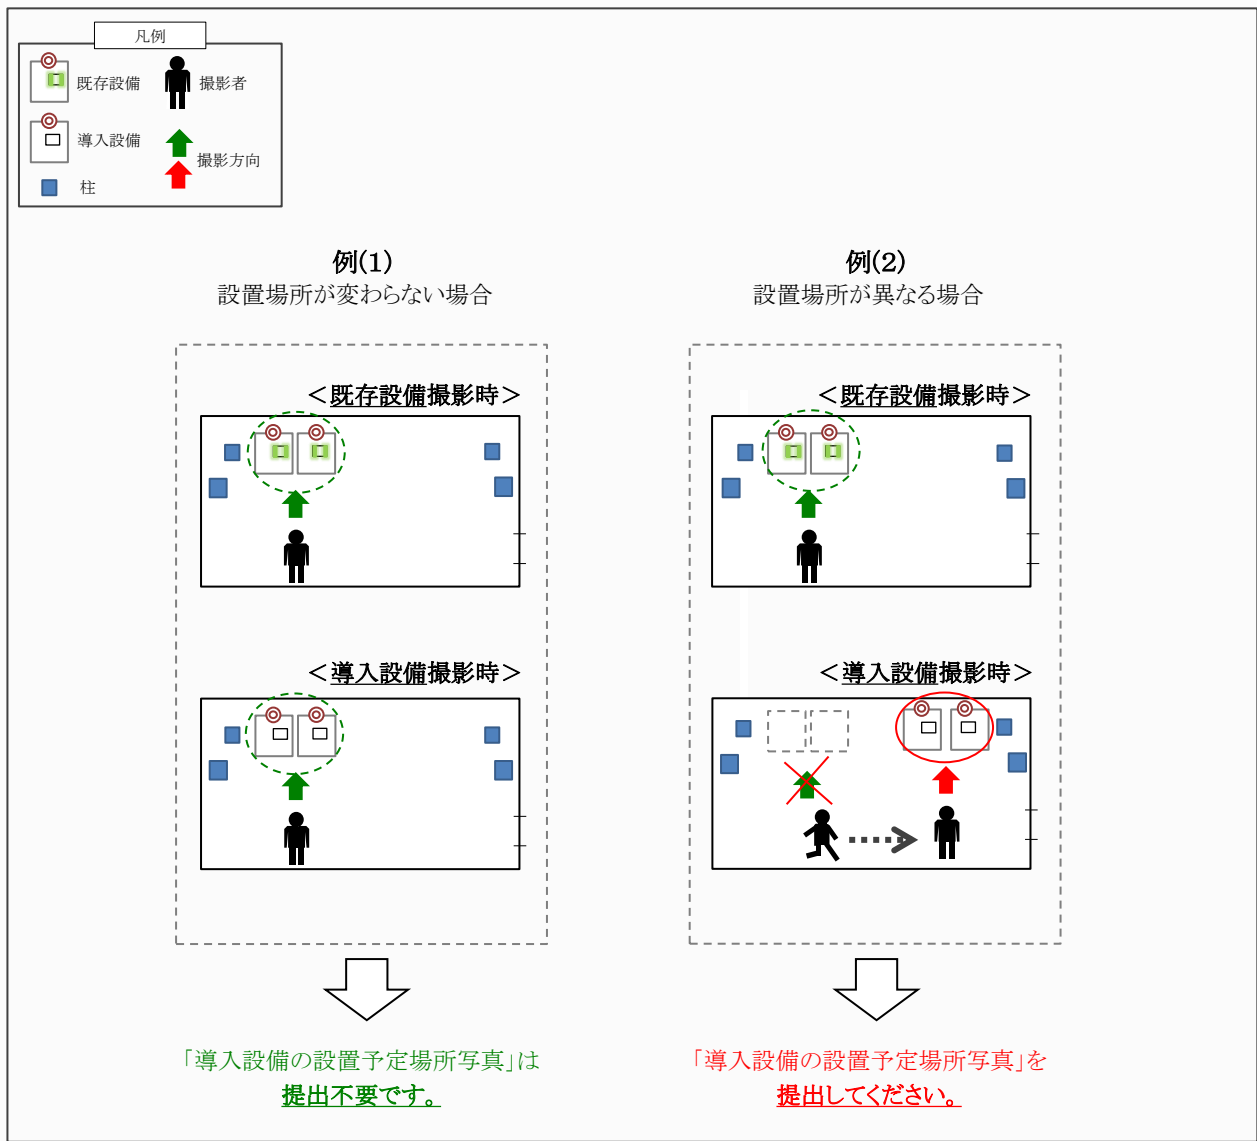 凡例
既存設備
撮影者
導入設備
撮影方向
柱
例(1)
設置場所が変わらない場合
＜既存設備撮影時＞
＜導入設備撮影時＞
「導入設備の設置予定場所写真」は
提出不要です。
例(2)
設置場所が異なる場合
＜既存設備撮影時＞
＜導入設備撮影時＞
「導入設備の設置予定場所写真」を
提出してください。